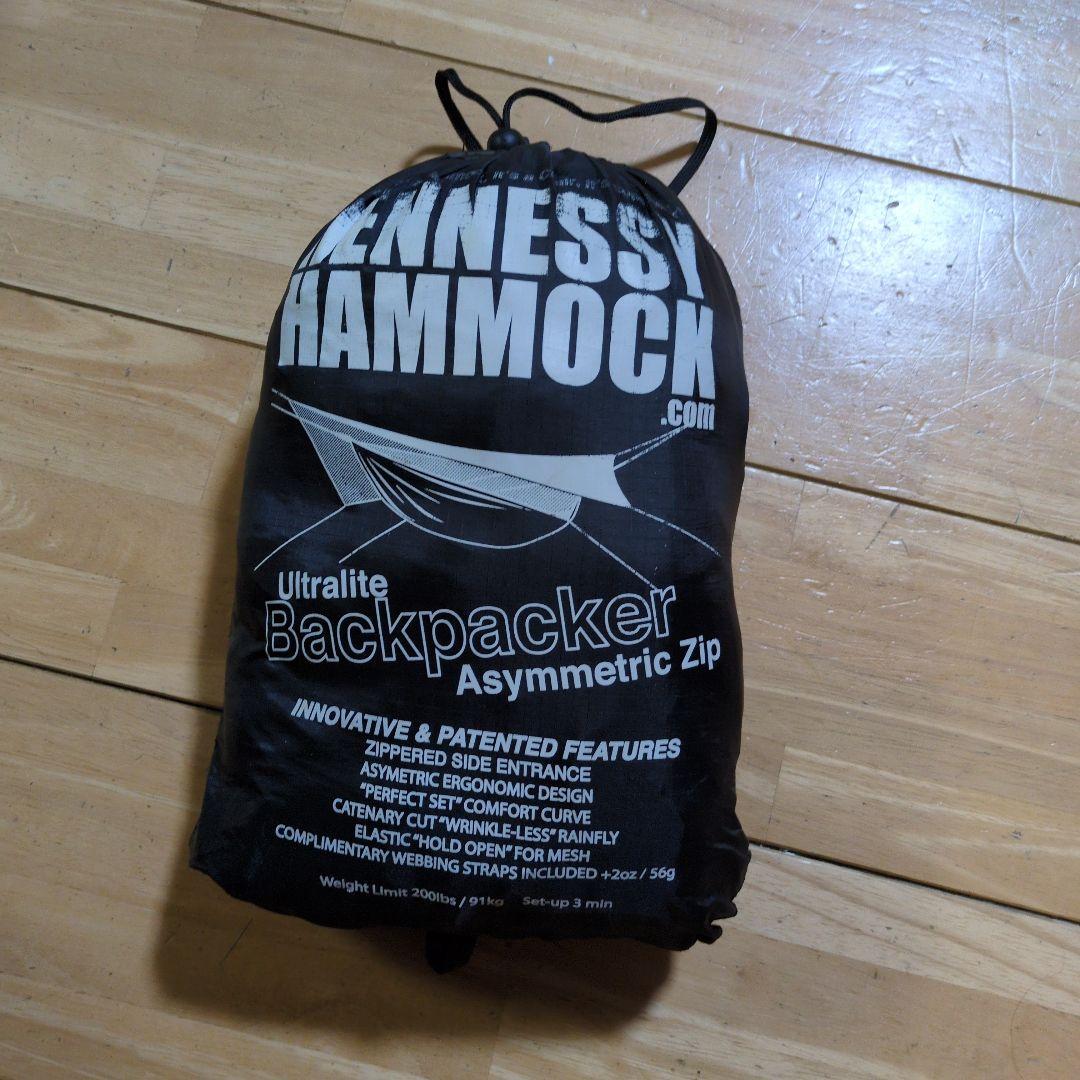 HENNESSY
HAMMOCK
.com
Ultralite
Backpacker
Asymmetric Zip
INNOVATIVE & PATENTED FEATURES
ZIPPERED SIDE ENTRANCE
ASYMETRIC ERGONOMIC DESIGN
"PERFECT SET" COMFORT CURVE
CATENARY CUT "WRINKLE-LESS" RAINFLY
ELASTIC "HOLD OPEN" FOR MESH
COMPLIMENTARY WEBBING STRAPS INCLUDED +2oz / 56g
Weight Limit 200lbs / 91kg Set-up 3 min